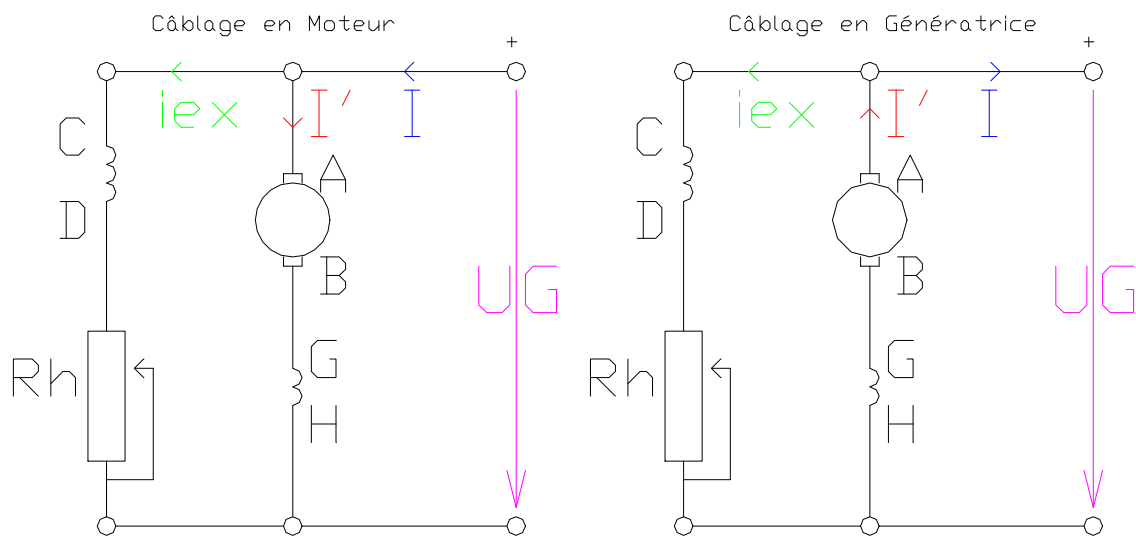 Câblage en Moteur
+
iex
I'
I
C
A
D
B
UG
G
Rh
H
Câblage en Génératrice
+
iex
I'
I
C
A
D
B
UG
G
Rh
H